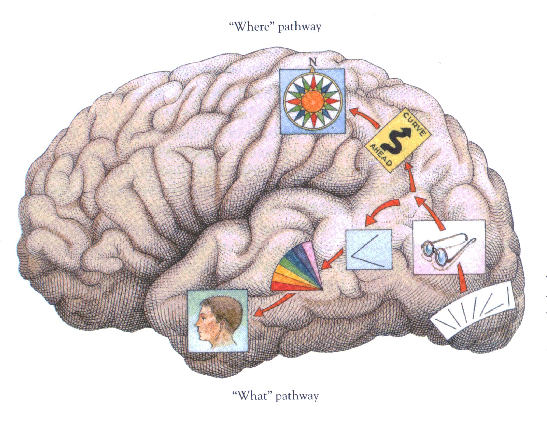 “Where” pathway
N
CURVE
AHEAD
“What” pathway